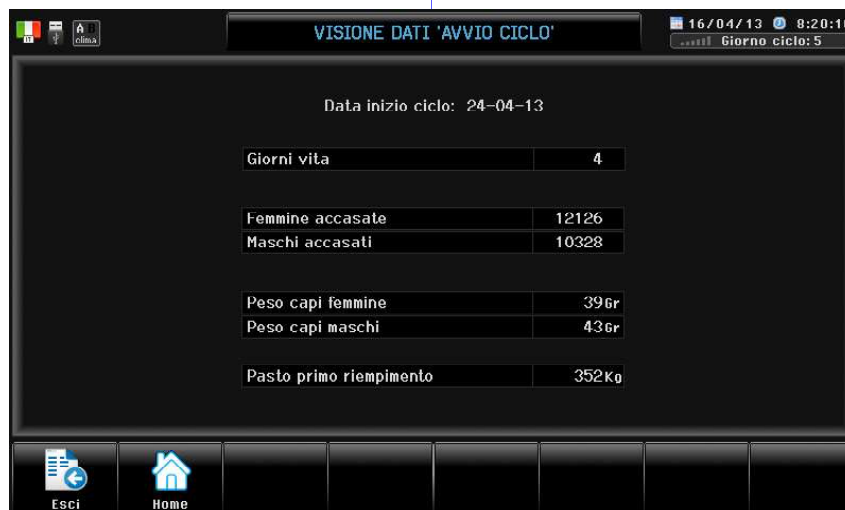 IT
A B
clima
VISIONE DATI 'AVVIO CICLO'
16/04/13 8:20:10
Giorno ciclo: 5
Data inizio ciclo: 24-04-13
Giorni vita 4
Femmine accasate 12126
Maschi accasati 10328
Peso capi femmine 39Gr
Peso capi maschi 43Gr
Pasto primo riempimento 352Kg
Esci
Home